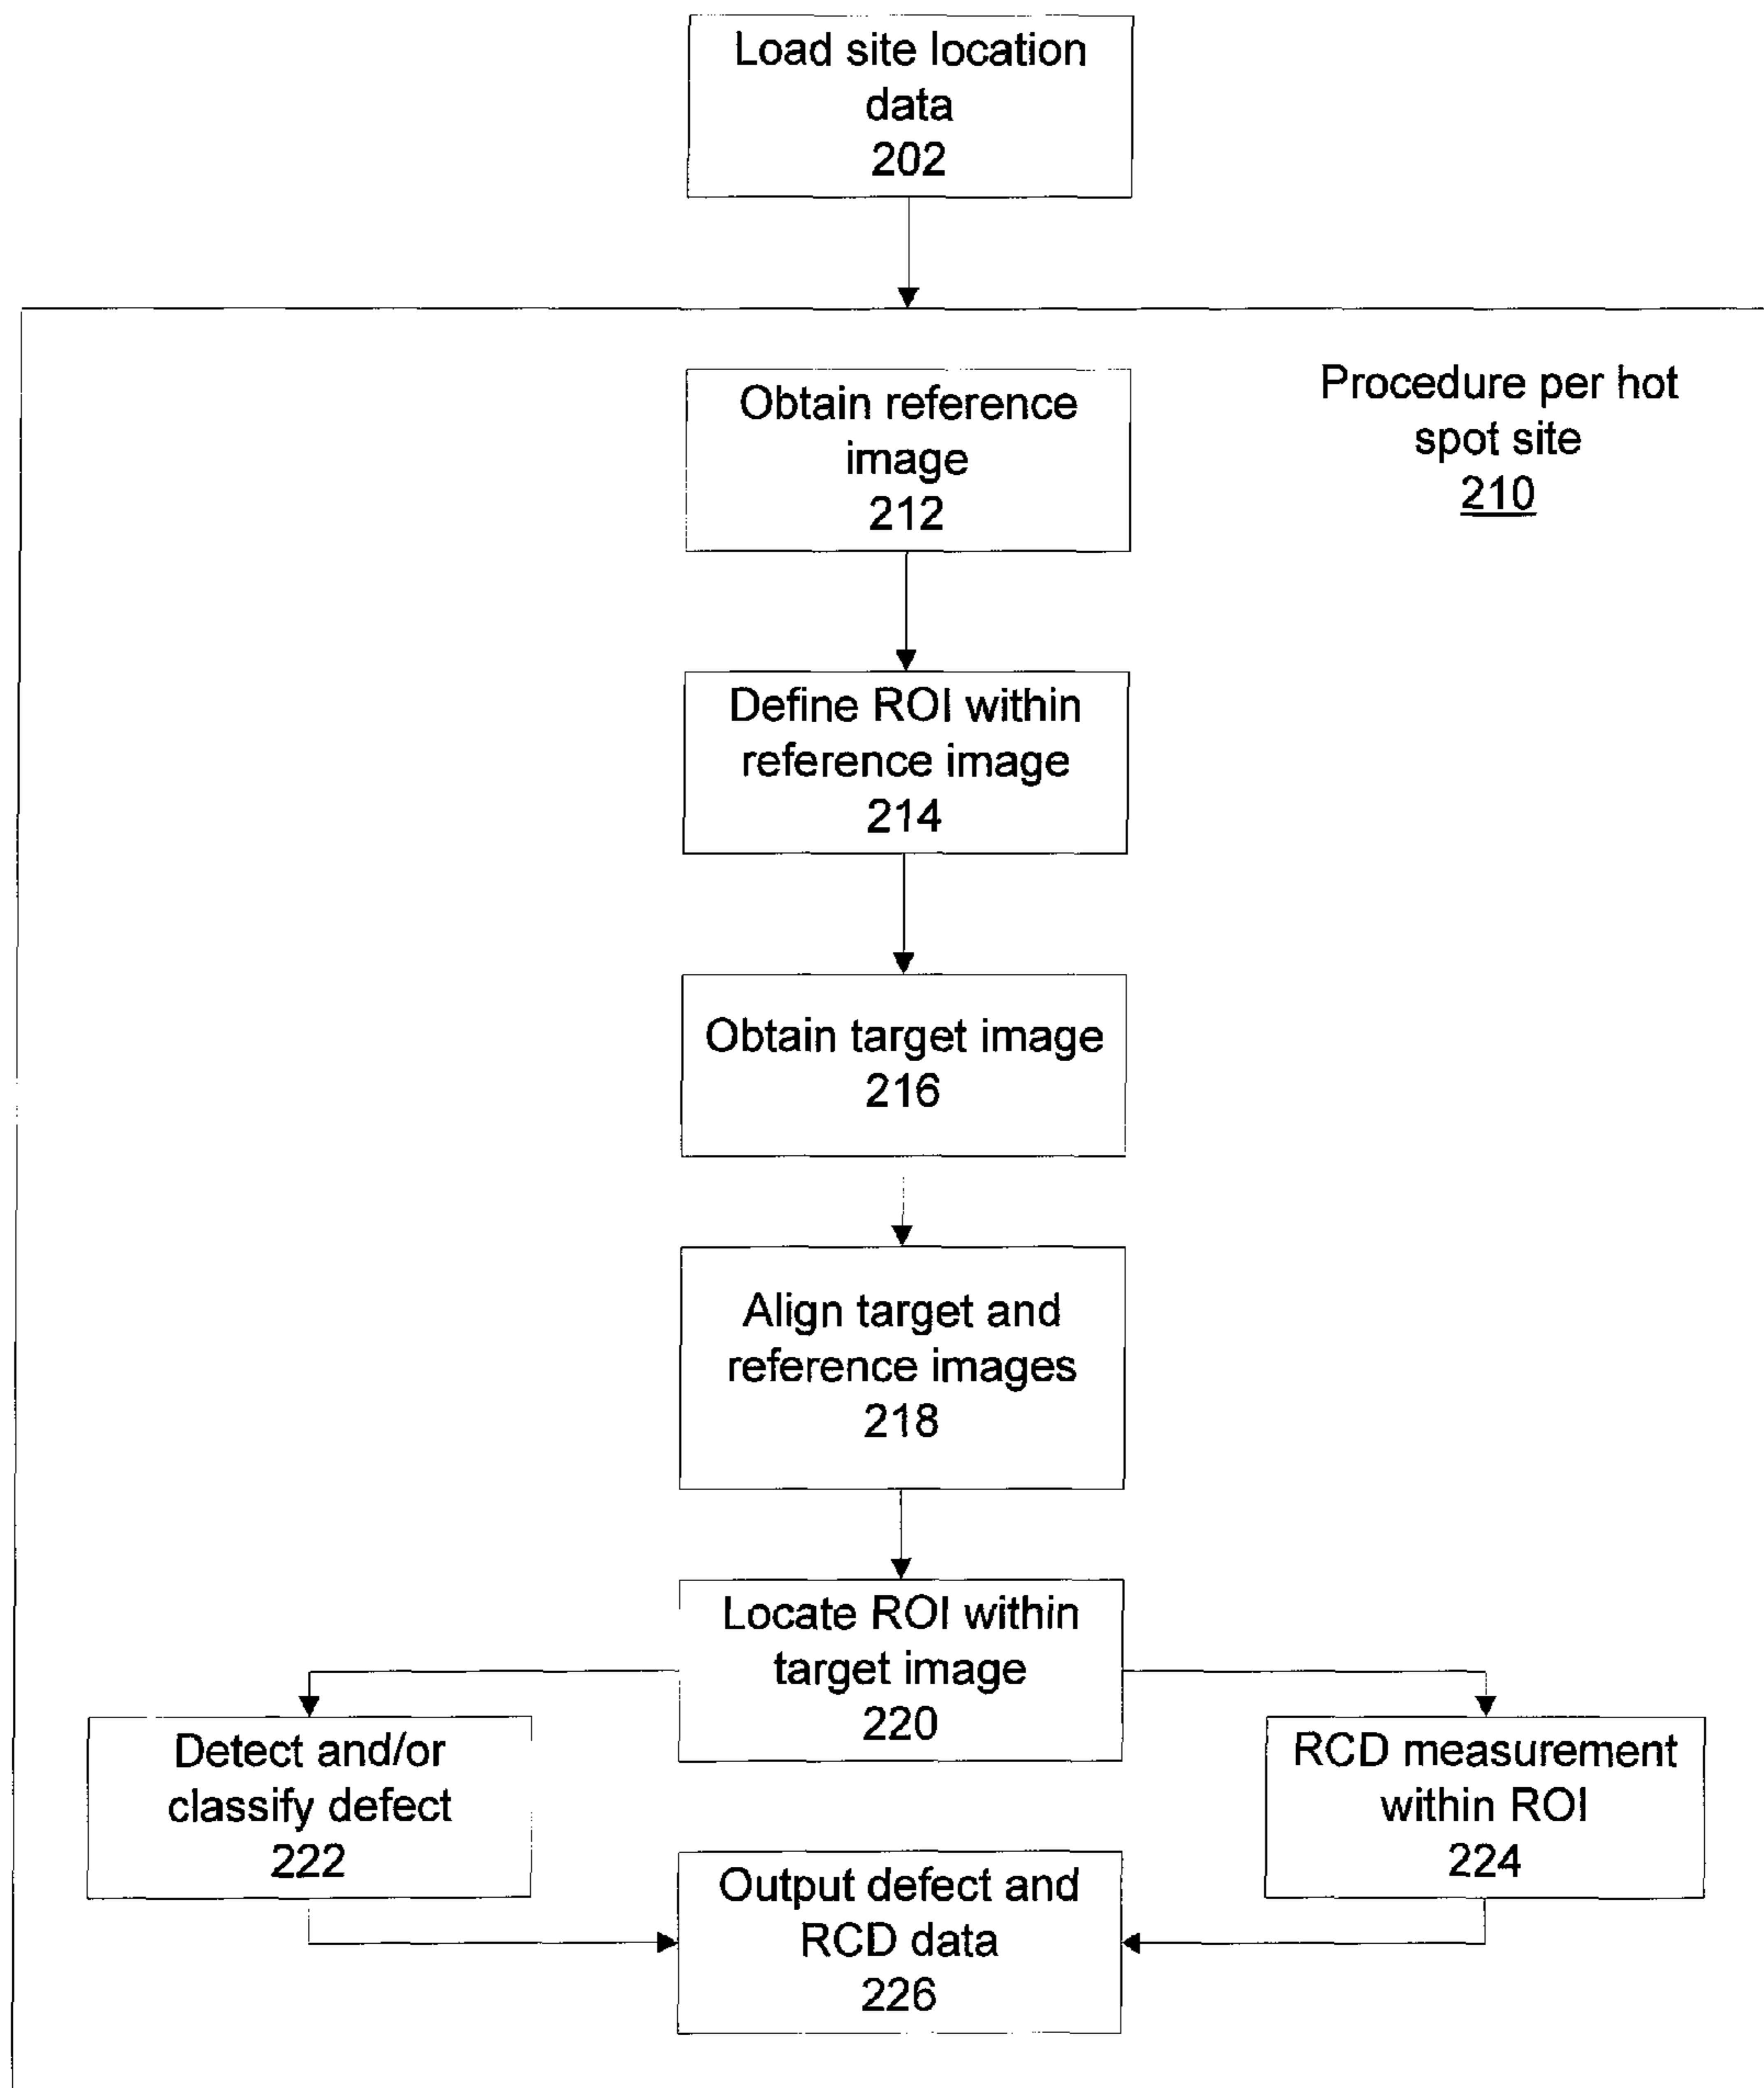 Load site location
data
202
Procedure per hot
spot site
210
Obtain reference
image
212
Define ROI within
reference image
214
Obtain target image
216
Align target and
reference images
218
Locate ROI within
target image
220
Detect and/or
classify defect
222
RCD measurement
within ROI
224
Output defect and
RCD data
226